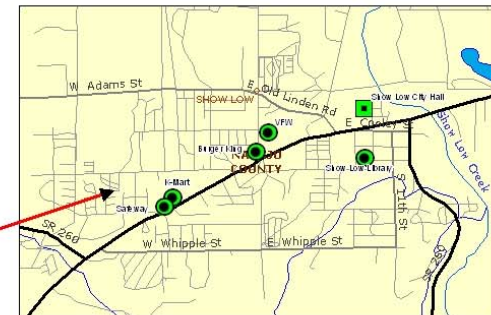 W Adams St
E Old Linden Rd
SHOW LOW
Show Low City Hall
VFW
E Cooley St
Burger King
NAVAJO
COUNTY
Show-Low-Library
Show Low Creek
K-Mart
Safeway
S 11th St
SR 260
W Whipple St
E Whipple St
SR 260